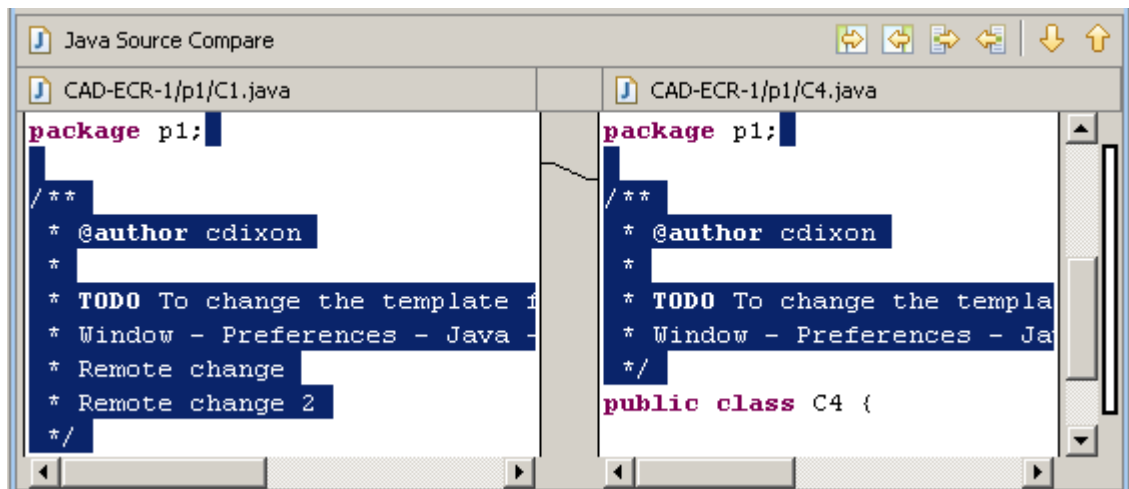 Java Source Compare
CAD-ECR-1/p1/C1.java
package p1;
/**
* @author cdixon
*
* TODO To change the template f
* Window - Preferences - Java -
* Remote change
* Remote change 2
*/
CAD-ECR-1/p1/C4.java
package p1;
/**
* @author cdixon
*
* TODO To change the templa
* Window - Preferences - Ja
*/
public class C4 {